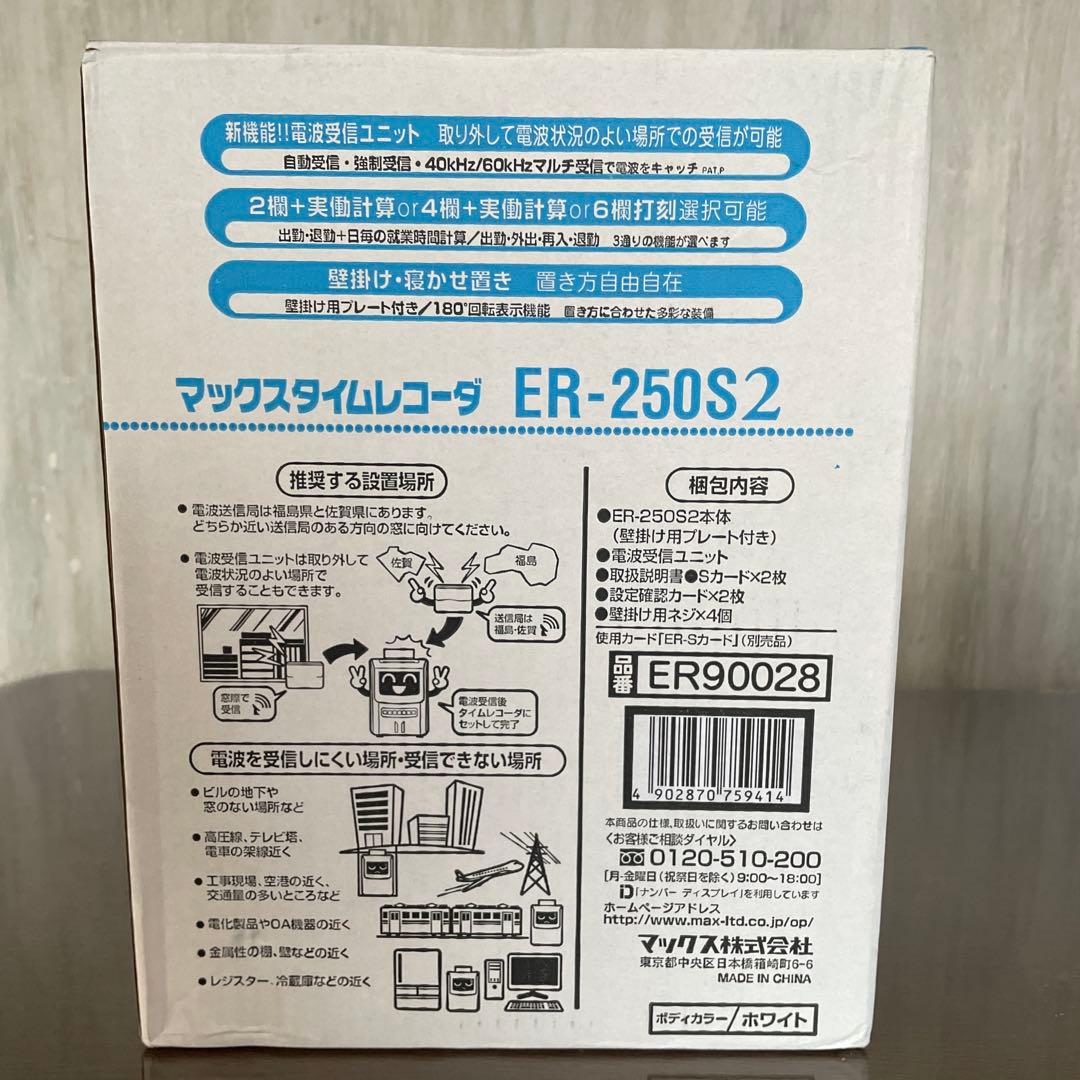 新機能!!電波受信ユニット 取り外して電波状況のよい場所での受信が可能
自動受信・強制受信・40kHz/60kHzマルチ受信で電波をキャッチ PAT.P
2欄+実働計算or4欄+実働計算or6欄打刻選択可能
出勤・退勤+日毎の就業時間計算/出勤・外出・再入・退勤 3通りの機能が選べます
壁掛け・寝かせ置き 置き方自由自在
壁掛け用プレート付き/180°回転表示機能 置き方に合わせた多彩な装備
マックスタイムレコーダ ER-250S2
推奨する設置場所
●電波送信局は福島県と佐賀県にあります。
どちらか近い送信局のある方向の窓に向けてください。
●電波受信ユニットは取り外して
電波状況のよい場所で
受信することもできます。
佐賀
福島
送信局は
福島・佐賀
窓際で
受信
電波受信後
タイムレコーダに
セットして完了
電波を受信しにくい場所・受信できない場所
●ビルの地下や
窓のない場所など
●高圧線、テレビ塔、
電車の架線近く
●工事現場、空港の近く、
交通量の多いところなど
●電化製品やOA機器の近く
●金属性の棚、壁などの近く
●レジスター、冷蔵庫などの近く
梱包内容
●ER-250S2本体
(壁掛け用プレート付き)
●電波受信ユニット
●取扱説明書●Sカード×2枚
●設定確認カード×2枚
●壁掛け用ネジ×4個
使用カード「ER-Sカード」(別売品)
品番 ER90028
4 902870 759414
本商品の仕様、取扱いに関するお問い合わせは
〈お客様ご相談ダイヤル〉
0120-510-200
[月-金曜日(祝祭日を除く)9:00~18:00]
「ナンバー ディスプレイ」を利用しています
ホームページアドレス
http://www.max-ltd.co.jp/op/
マックス株式会社
東京都中央区日本橋箱崎町6-6
MADE IN CHINA
ボディカラー/ホワイト